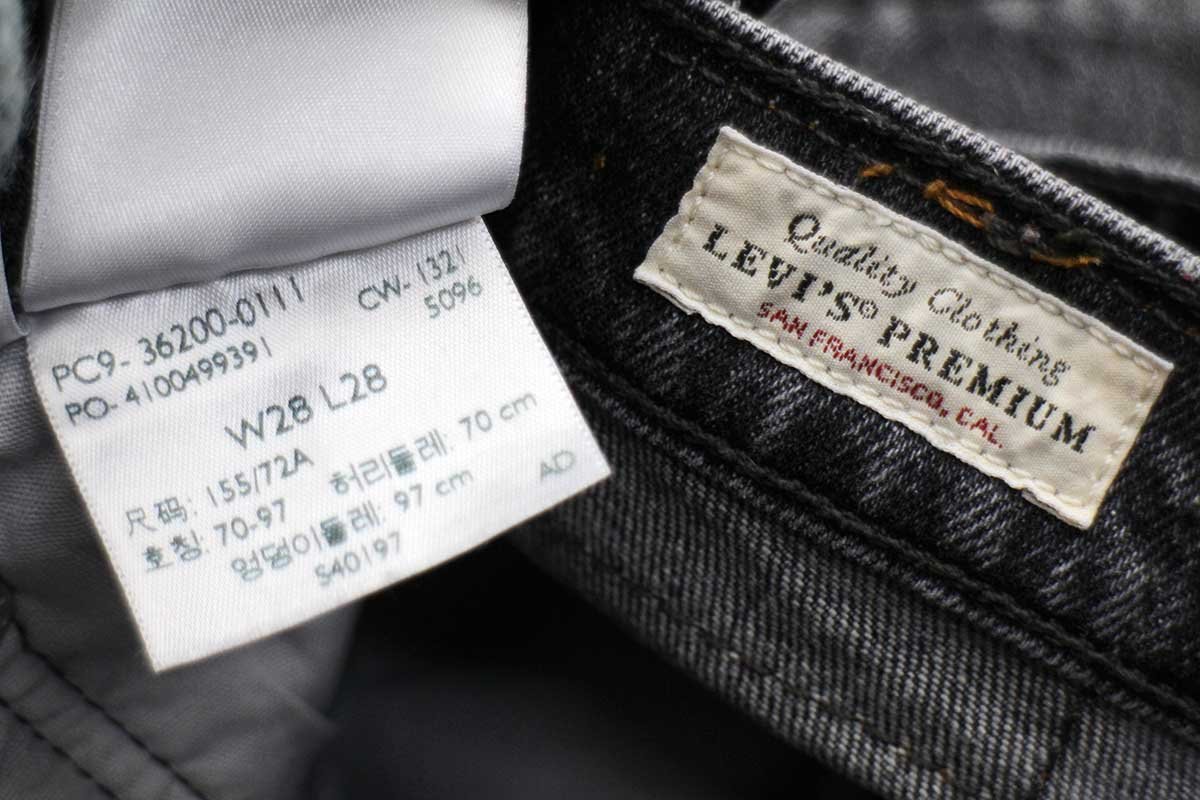 PC9-36200-0111 CW-1321
PO-4100499391 5096
W28 L28
尺码: 155/72A 허리둘레: 70 cm
호칭: 70-97 엉덩이둘레: 97 cm AD
S40197
Quality Clothing
LEVI'S® PREMIUM
SAN FRANCISCO, CAL.